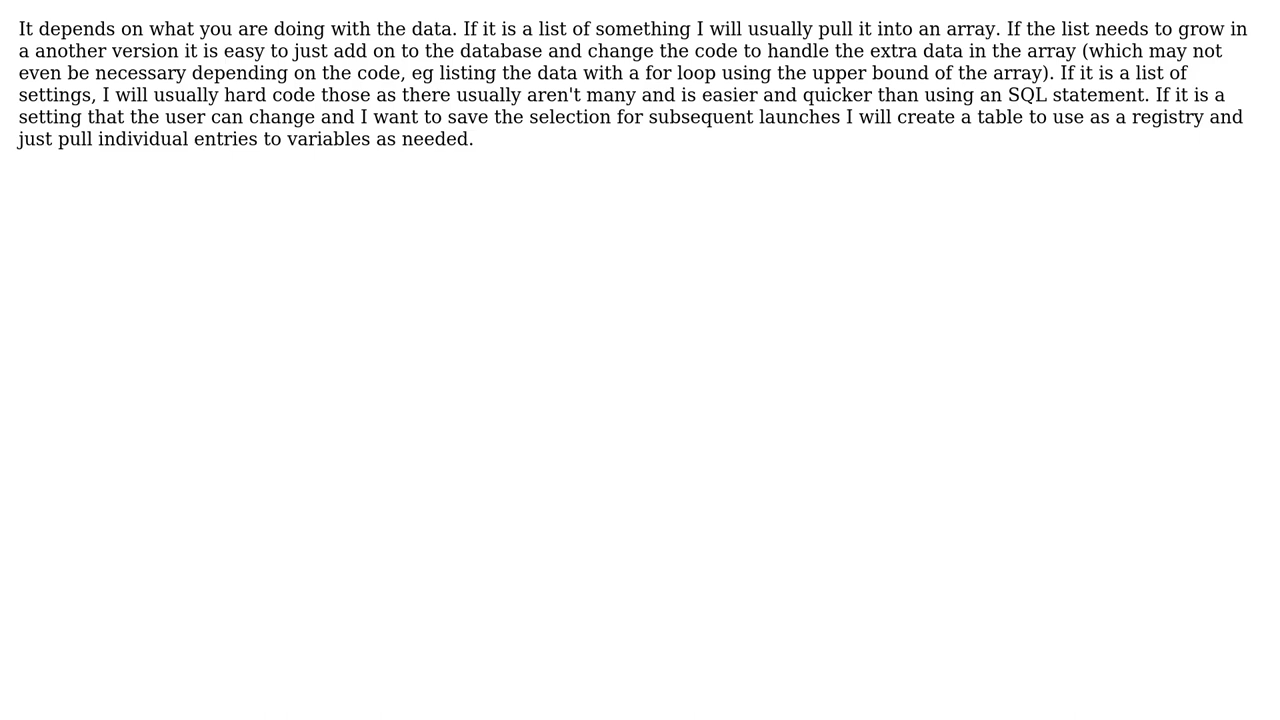 It depends on what you are doing with the data. If it is a list of something I will usually pull it into an array. If the list needs to grow in
a another version it is easy to just add on to the database and change the code to handle the extra data in the array (which may not
even be necessary depending on the code, eg listing the data with a for loop using the upper bound of the array). If it is a list of
settings, I will usually hard code those as there usually aren't many and is easier and quicker than using an SQL statement. If it is a
setting that the user can change and I want to save the selection for subsequent launches I will create a table to use as a registry and
just pull individual entries to variables as needed.